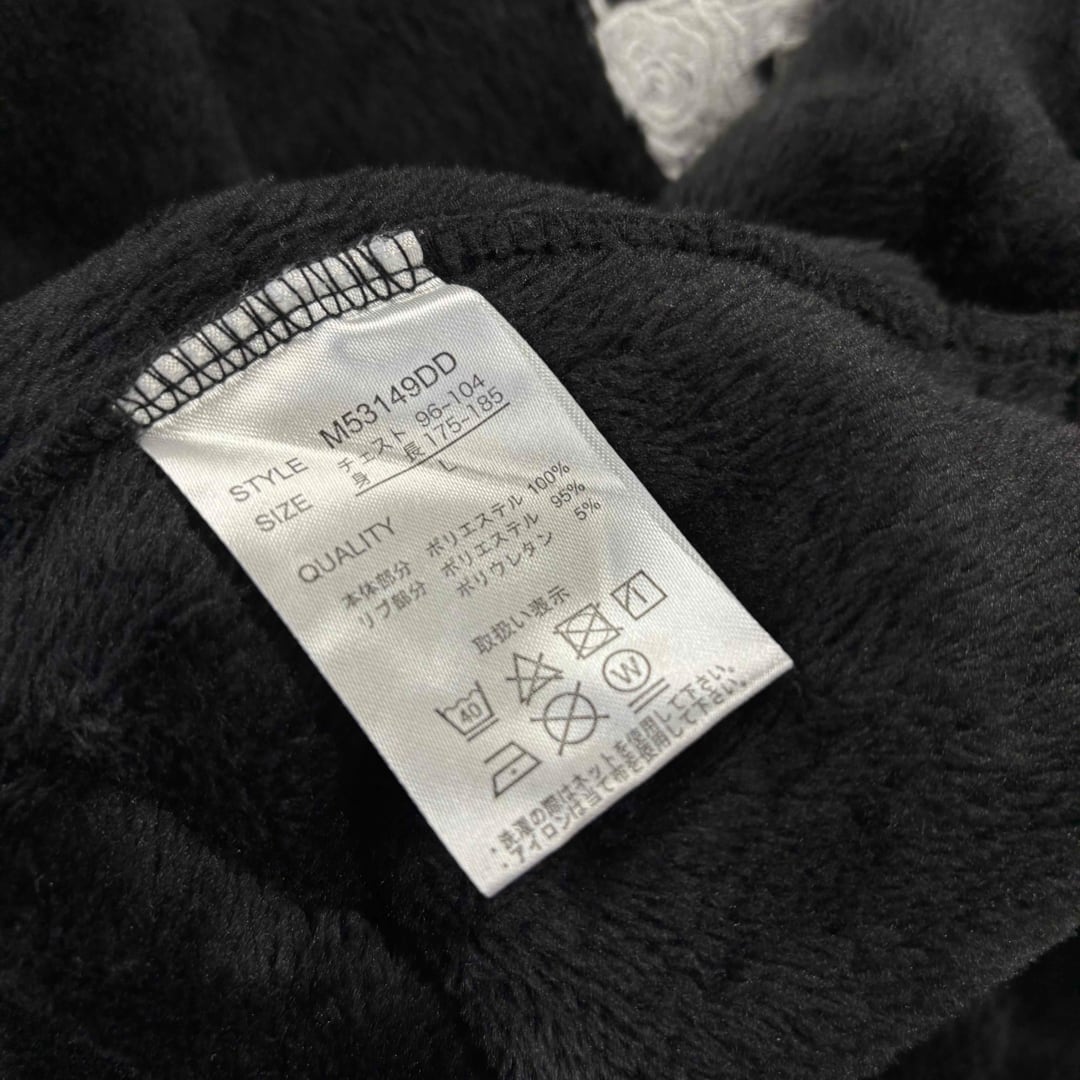 STYLE M53149DD
SIZE チェスト 96~104
身 長 175~185
L
QUALITY
本体部分 ポリエステル 100%
リブ部分 ポリエステル 95%
ポリウレタン 5%
取扱い表示
40
W
・洗濯の際はネットを使用して下さい。
・アイロンは当て布を使用して下さい。